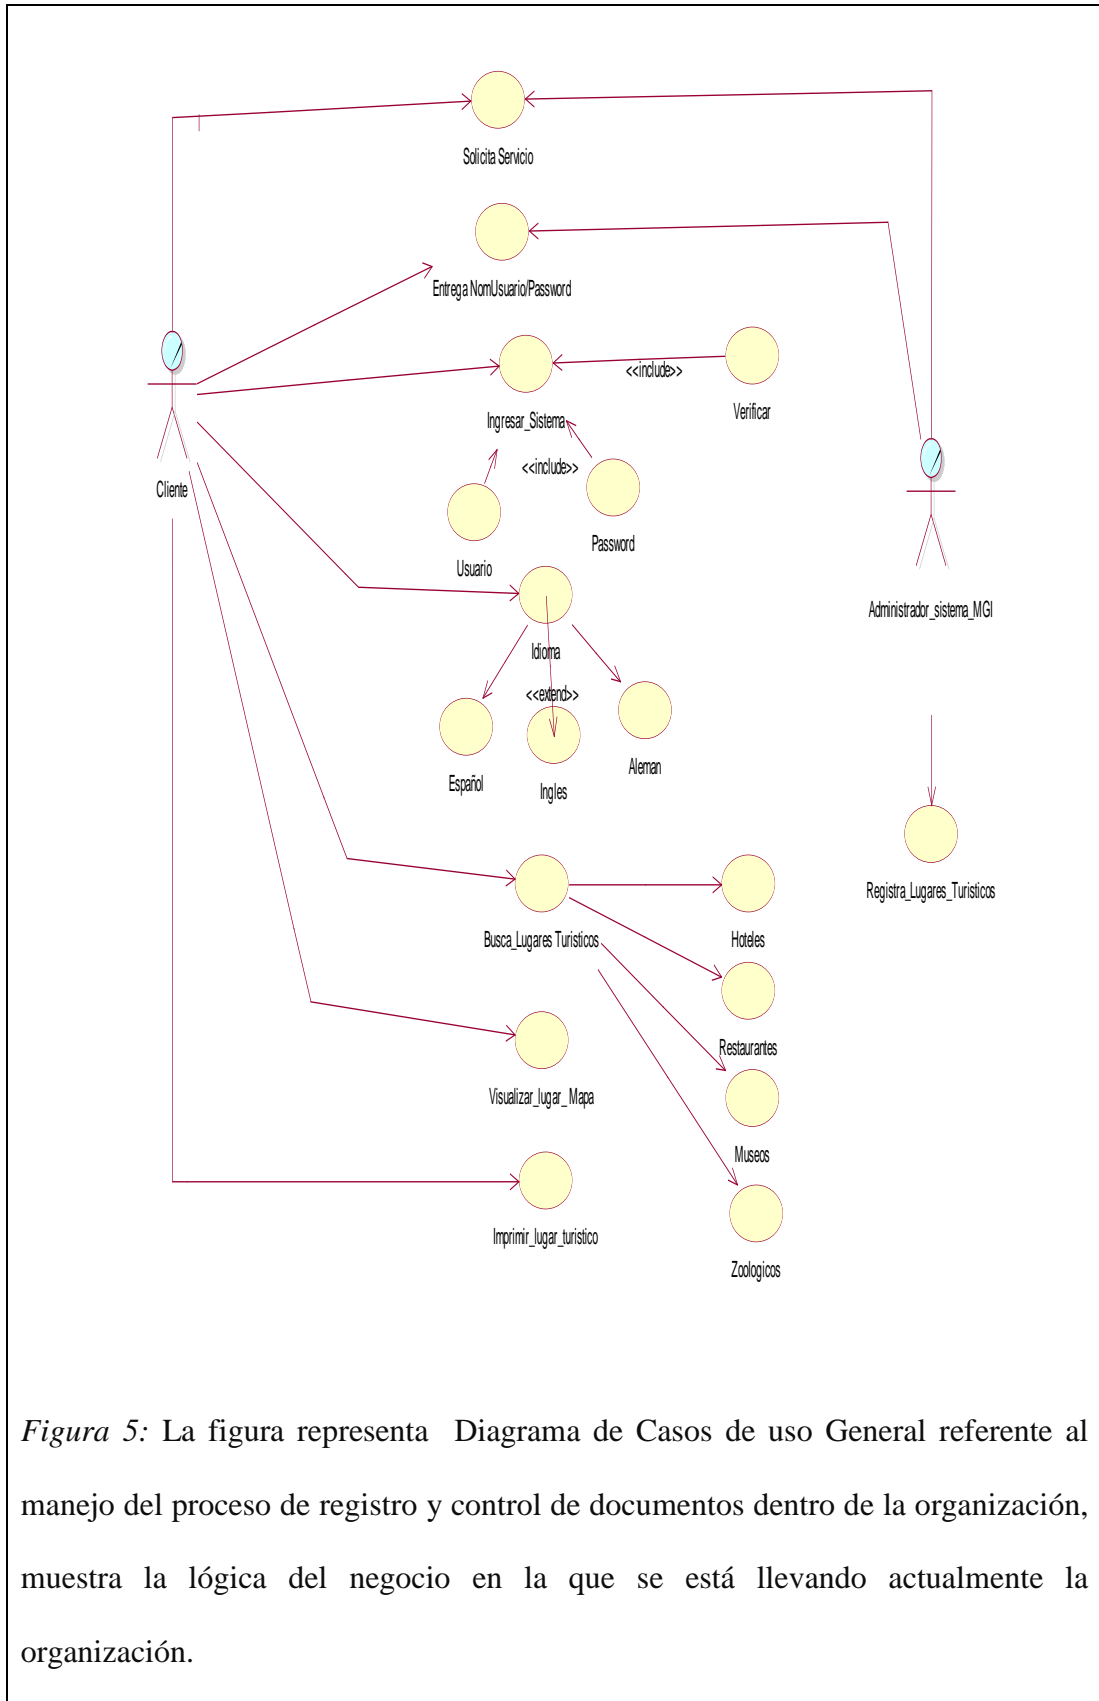 Solicita Servicio
Entrega NomUsuario/Password
<<include>>
Verificar
Ingresar_Sistema
<<include>>
Cliente
Password
Usuario
Administrador_sistema_MGI
Idioma
<<extend>>
Español
Ingles
Aleman
Registra_Lugares_Turisticos
Busca_Lugares Turisticos
Hoteles
Restaurantes
Visualizar_lugar_ Mapa
Museos
Imprimir_lugar_turistico
Zoologicos
Figura 5: La figura representa Diagrama de Casos de uso General referente al
manejo del proceso de registro y control de documentos dentro de la organización,
muestra la lógica del negocio en la que se está llevando actualmente la
organización.